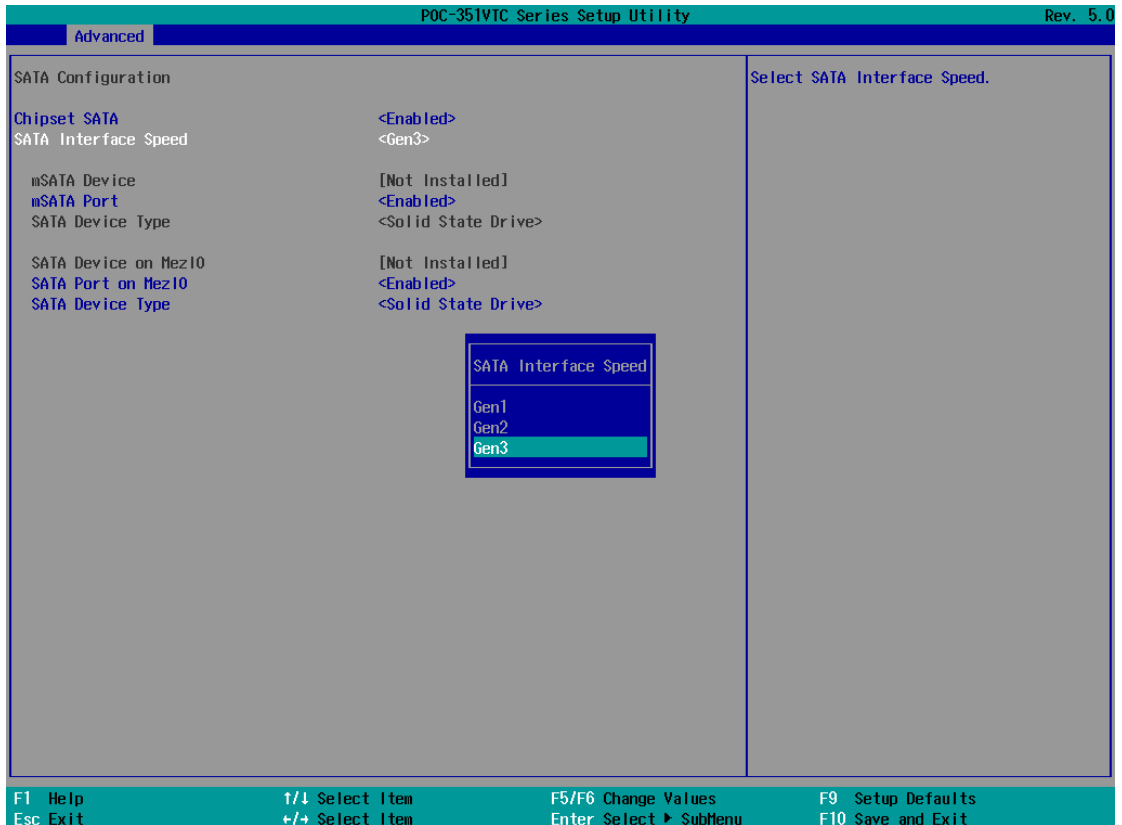 POC-351VTC Series Setup Utility Rev. 5.0
Advanced
SATA Configuration
Select SATA Interface Speed.
Chipset SATA <Enabled>
SATA Interface Speed <Gen3>
mSATA Device [Not Installed]
mSATA Port <Enabled>
SATA Device Type <Solid State Drive>
SATA Device on MezIO [Not Installed]
SATA Port on MezIO <Enabled>
SATA Device Type <Solid State Drive>
SATA Interface Speed
Gen1
Gen2
Gen3
F1 Help ↑/↓ Select Item F5/F6 Change Values F9 Setup Defaults
Esc Exit ←/→ Select Item Enter Select ▶ SubMenu F10 Save and Exit